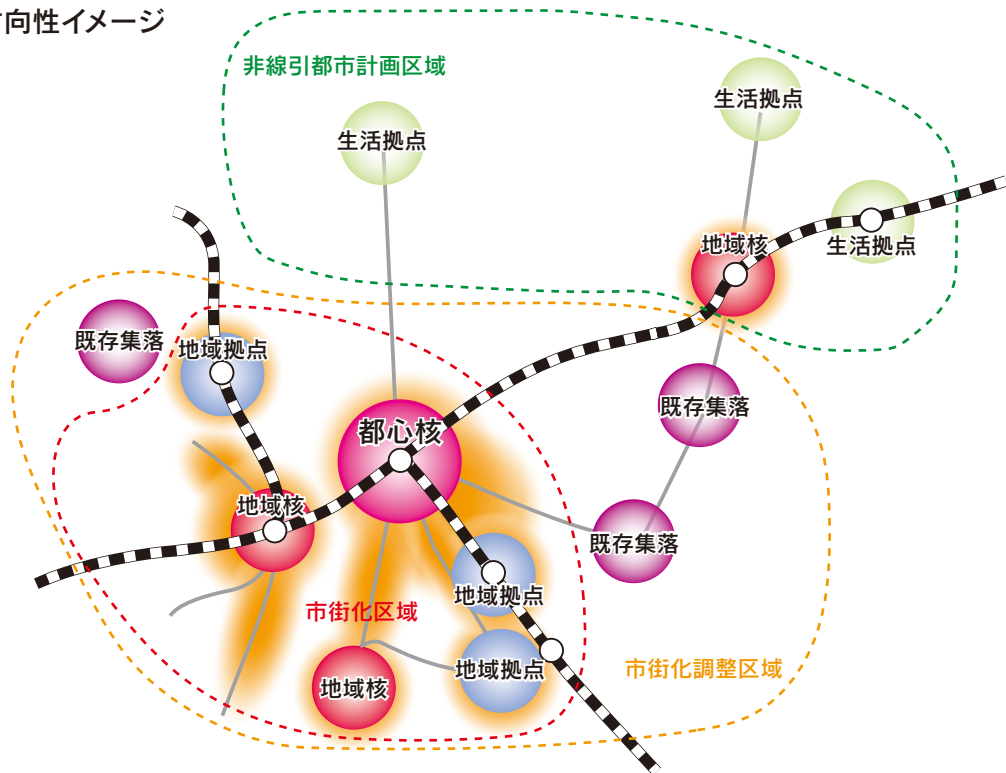 向性イメージ
非線引都市計画区域
生活拠点
生活拠点
生活拠点
地域核
既存集落
地域拠点
既存集落
都心核
地域核
既存集落
地域拠点
市街化区域
地域拠点
市街化調整区域
地域核